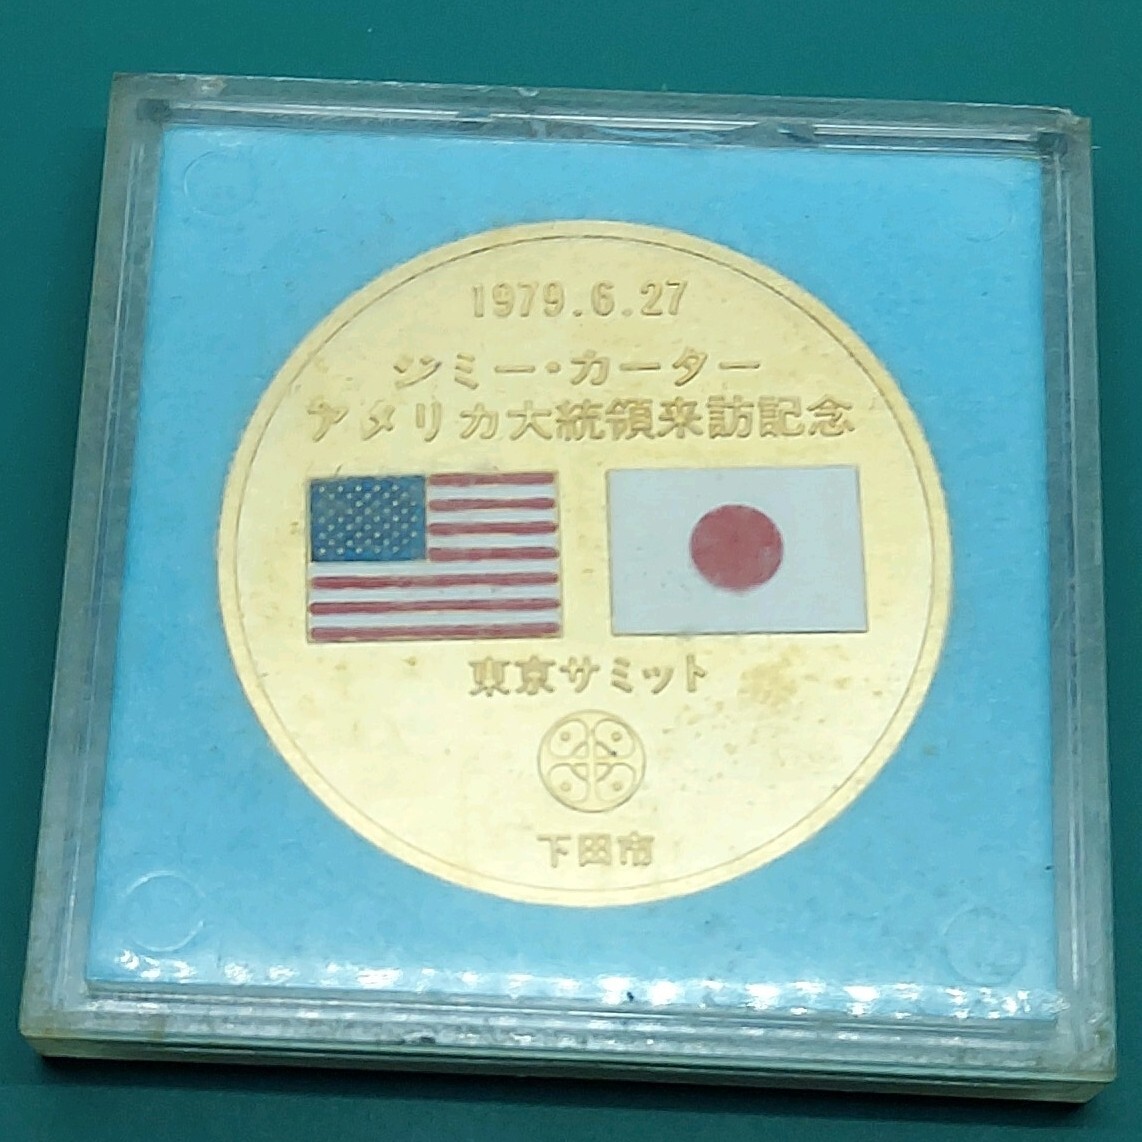 1979.6.27
ジミー・カーター
アメリカ大統領来訪記念
東京サミット
下田市